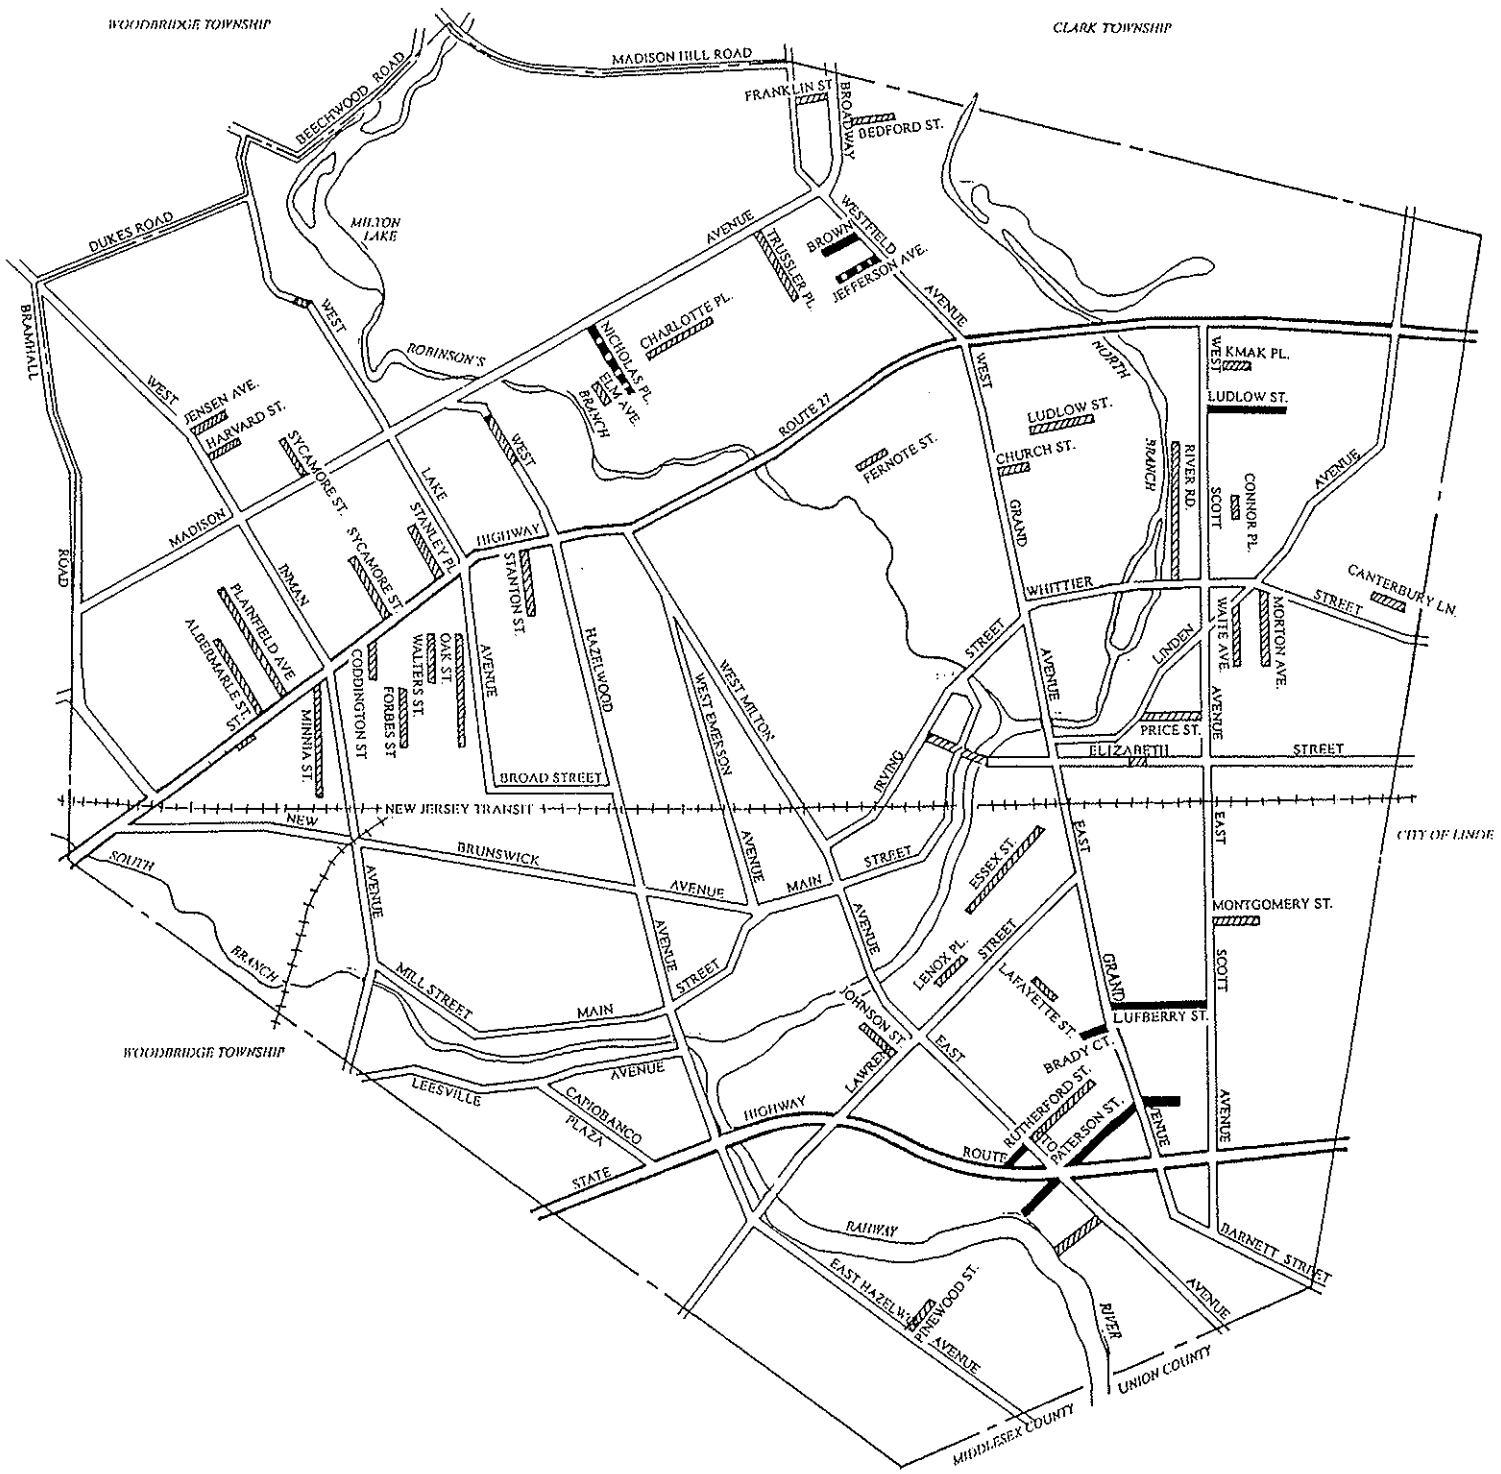 WOODBRIDGE TOWNSHIP
CLARK TOWNSHIP
MADISON HILL ROAD
BEECHWOOD ROAD
FRANKLIN ST
BROADWAY
BEDFORD ST.
DUKES ROAD
MILTON
LAKE
AVENUE
WESTFIELD
BROWN
TRUSSLER PL.
JEFFERSON AVE.
AVENUE
BRAMHALL
WEST
CHARLOTTE PL.
NICHOLAS PL.
ROBINSON'S
NORTH
WEST
WEST
KMAK PL.
WEST
JENSEN AVE.
HARVARD ST.
ELM AVE.
BRANCH
ROUTE 27
LUDLOW ST.
LUDLOW ST.
SYCAMORE ST.
WEST
CHURCH ST.
FERNOTE ST.
BRANCH
RIVER RD.
LAKE
GRAND
SCOTT
CONNOR PL.
AVENUE
MADISON
STANLEY PL.
HIGHWAY
ROAD
SYCAMORE ST.
STANTON ST.
INMAN
WHITTIER
CANTERBURY LN.
STREET
PLAINFIELD AVE
ALBERMARLE ST.
WAITE AVE.
MORTON AVE.
CODDINGTON ST
WALTERS ST.
OAK ST.
AVENUE
HAZELWOOD
STREET
LINDEN
AVENUE
FORBES ST
WEST MILTON
WEST EMERSON
AVENUE
ST.
MINNIA ST.
PRICE ST.
ELIZABETH
STREET
BROAD STREET
IRVING
NEW JERSEY TRANSIT
NEW
EAST
EAST
CITY OF LINDE
SOUTH
BRUNSWICK
AVENUE
AVENUE
MAIN
STREET
ESSEX ST.
AVENUE
MONTGOMERY ST.
BRANCH
AVENUE
STREET
AVENUE
STREET
LENOX PL.
LAFAYETTE ST.
GRAND
SCOTT
MILL STREET
MAIN
JOHNSON ST.
LUFBERRY ST.
WOODBRIDGE TOWNSHIP
EAST
BRADY CT.
LEESVILLE
AVENUE
LAWREN
CAPIOBANCO
PLAZA
HIGHWAY
RUTHERFORD ST.
PATERSON ST.
AVENUE
AVENUE
ROUTE
STATE
RAHWAY
BARNETT STREET
EAST HAZELW
PINEWOOD ST.
AVENUE
RIVER
AVENUE
UNION COUNTY
MIDDLESEX COUNTY